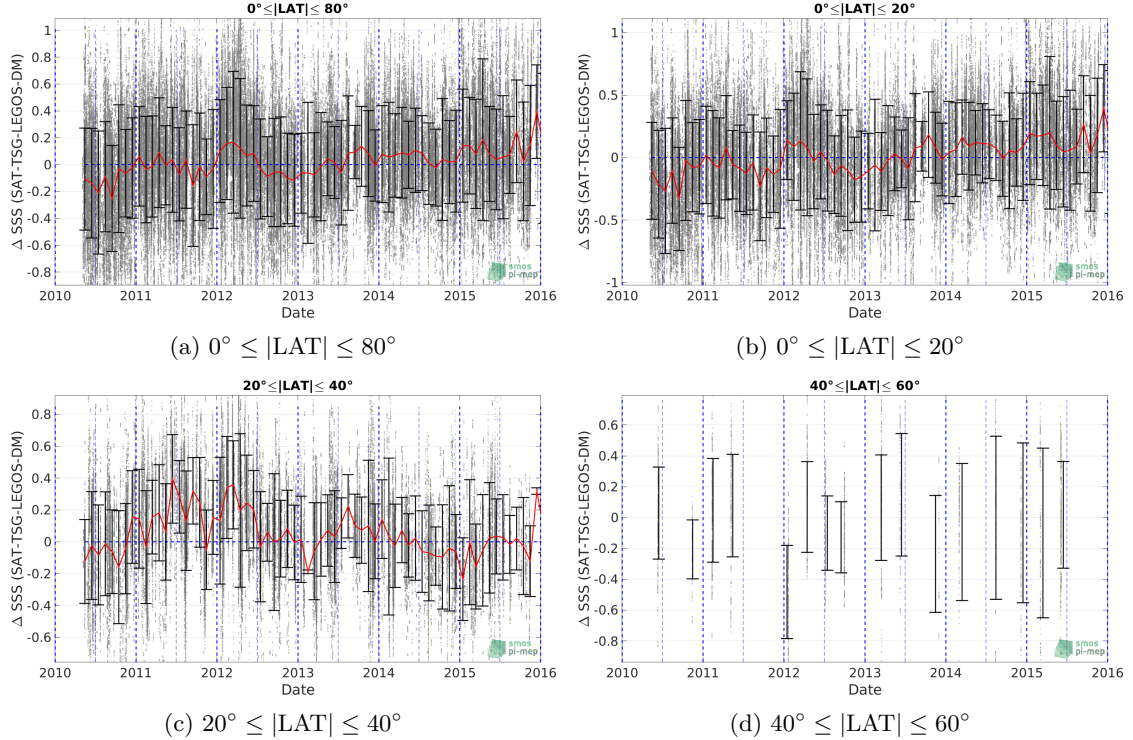 0°≤|LAT|≤ 80°
Δ SSS (SAT-TSG-LEGOS-DM)
1
0.8
0.6
0.4
0.2
0
-0.2
-0.4
-0.6
-0.8
2010 2011 2012 2013 2014 2015 2016
Date
smos
pi-mep
(a) 0° ≤ |LAT| ≤ 80°
0°≤|LAT|≤ 20°
Δ SSS (SAT-TSG-LEGOS-DM)
1
0.5
0
-0.5
-1
2010 2011 2012 2013 2014 2015 2016
Date
smos
pi-mep
(b) 0° ≤ |LAT| ≤ 20°
20°≤|LAT|≤ 40°
Δ SSS (SAT-TSG-LEGOS-DM)
0.8
0.6
0.4
0.2
0
-0.2
-0.4
-0.6
2010 2011 2012 2013 2014 2015 2016
Date
smos
pi-mep
(c) 20° ≤ |LAT| ≤ 40°
40°≤|LAT|≤ 60°
Δ SSS (SAT-TSG-LEGOS-DM)
0.6
0.4
0.2
0
-0.2
-0.4
-0.6
-0.8
2010 2011 2012 2013 2014 2015 2016
Date
smos
pi-mep
(d) 40° ≤ |LAT| ≤ 60°